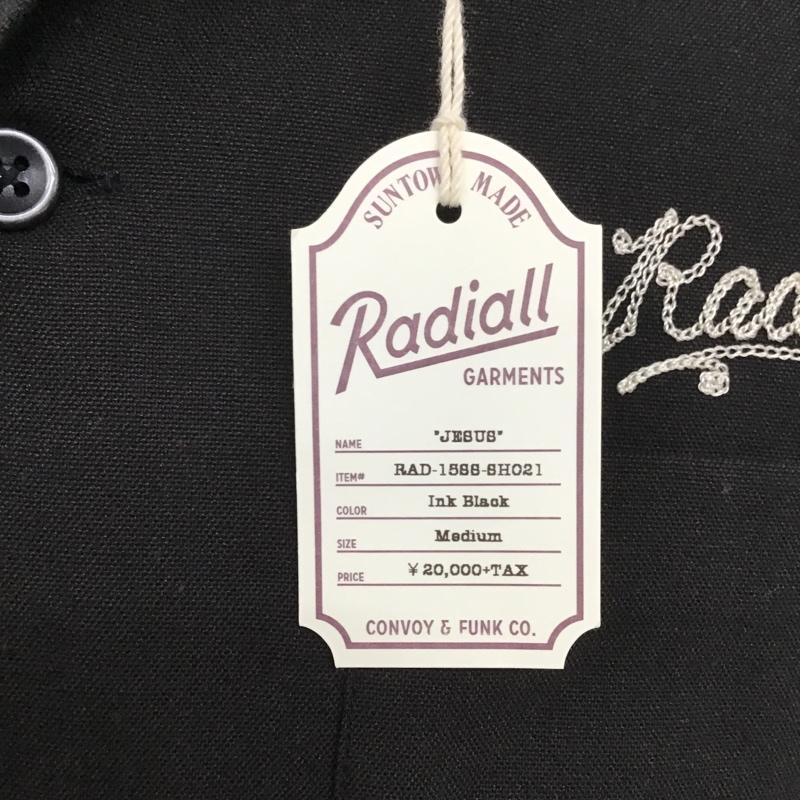 SUNTOWN MADE
Radiall
GARMENTS
NAME "JESUS"
ITEM# RAD-15SS-SH021
COLOR Ink Black
SIZE Medium
PRICE ¥20,000+TAX
CONVOY & FUNK CO.
Rad